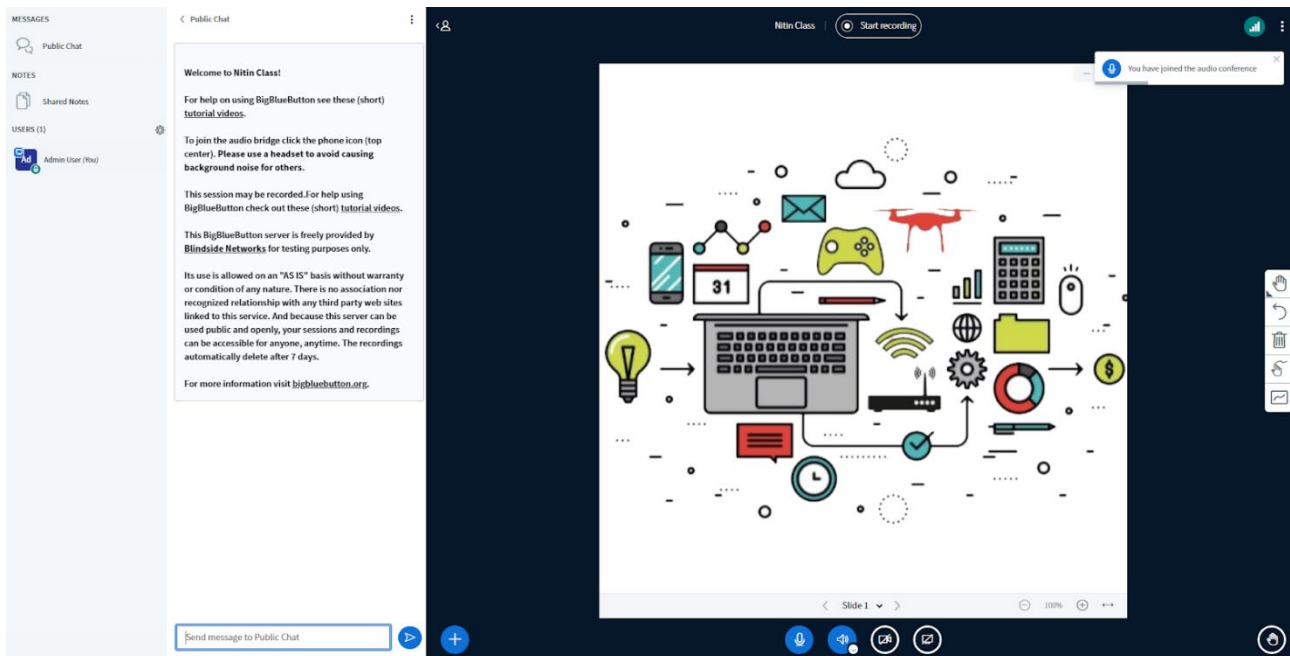 MESSAGES
Public Chat
NOTES
Shared Notes
USERS (1)
Ad
Admin User (You)
Public Chat
Welcome to Nitin Class!
For help on using BigBlueButton see these (short)
tutorial videos.
To join the audio bridge click the phone icon (top
center). Please use a headset to avoid causing
background noise for others.
This session may be recorded.For help using
BigBlueButton check out these (short) tutorial videos.
This BigBlueButton server is freely provided by
Blindside Networks for testing purposes only.
Its use is allowed on an "AS IS" basis without warranty
or condition of any nature. There is no association nor
recognized relationship with any third party web sites
linked to this service. And because this server can be
used public and openly, your sessions and recordings
can be accessible for anyone, anytime. The recordings
automatically delete after 7 days.
For more information visit bigbluebutton.org.
Send message to Public Chat
Nitin Class
Start recording
You have joined the audio conference
31
$
Slide 1
100%